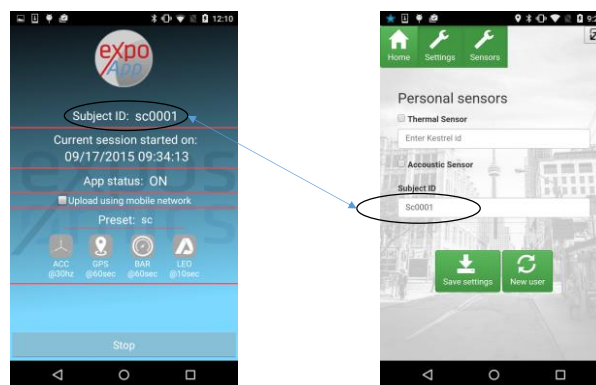 12:10
expo
App
Subject ID: sc0001
Current session started on:
09/17/2015 09:34:13
App status: ON
Upload using mobile network
Preset: sc
ACC GPS BAR LEO
@30hz @60sec @60sec @10sec
Stop
Home Settings Sensors
Personal sensors
Thermal Sensor
Enter Kestrel id
Accoustic Sensor
Subject ID
Sc0001
Save settings New user